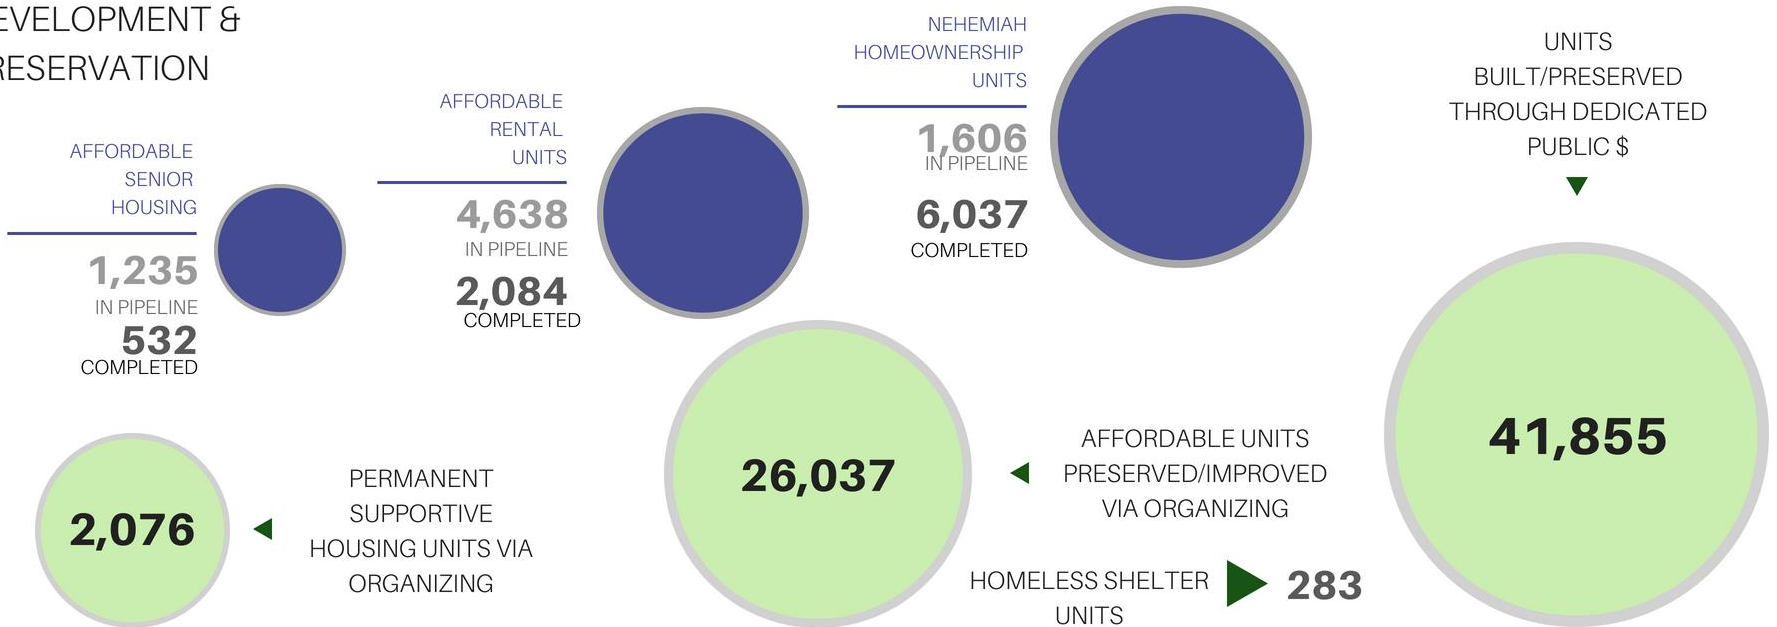 EVELOPMENT &
RESERVATION
AFFORDABLE
SENIOR
HOUSING
1,235
IN PIPELINE
532
COMPLETED
AFFORDABLE
RENTAL
UNITS
4,638
IN PIPELINE
2,084
COMPLETED
NEHEMIAH
HOMEOWNERSHIP
UNITS
1,606
IN PIPELINE
6,037
COMPLETED
UNITS
BUILT/PRESERVED
THROUGH DEDICATED
PUBLIC $
41,855
2,076
PERMANENT
SUPPORTIVE
HOUSING UNITS VIA
ORGANIZING
26,037
AFFORDABLE UNITS
PRESERVED/IMPROVED
VIA ORGANIZING
HOMELESS SHELTER
UNITS
283